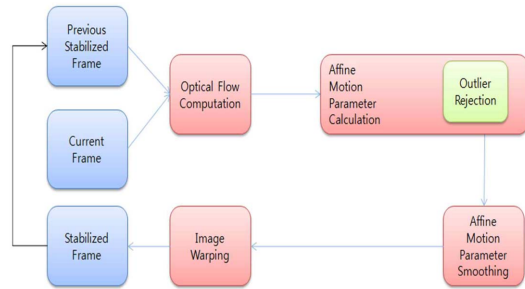 Previous
Stabilized
Frame
Optical Flow
Computation
Affine
Motion
Parameter
Calculation
Outlier
Rejection
Current
Frame
Stabilized
Frame
Image
Warping
Affine
Motion
Parameter
Smoothing